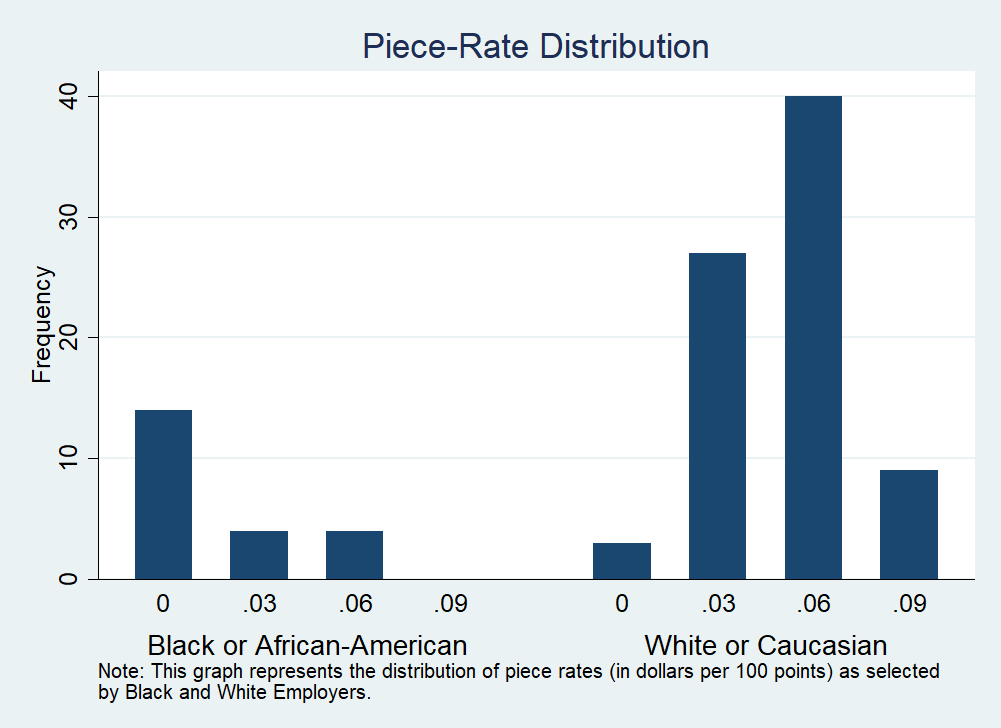 Piece-Rate Distribution
Frequency
40
30
20
10
0
0 .03 .06 .09 0 .03 .06 .09
Black or African-American White or Caucasian
Note: This graph represents the distribution of piece rates (in dollars per 100 points) as selected
by Black and White Employers.